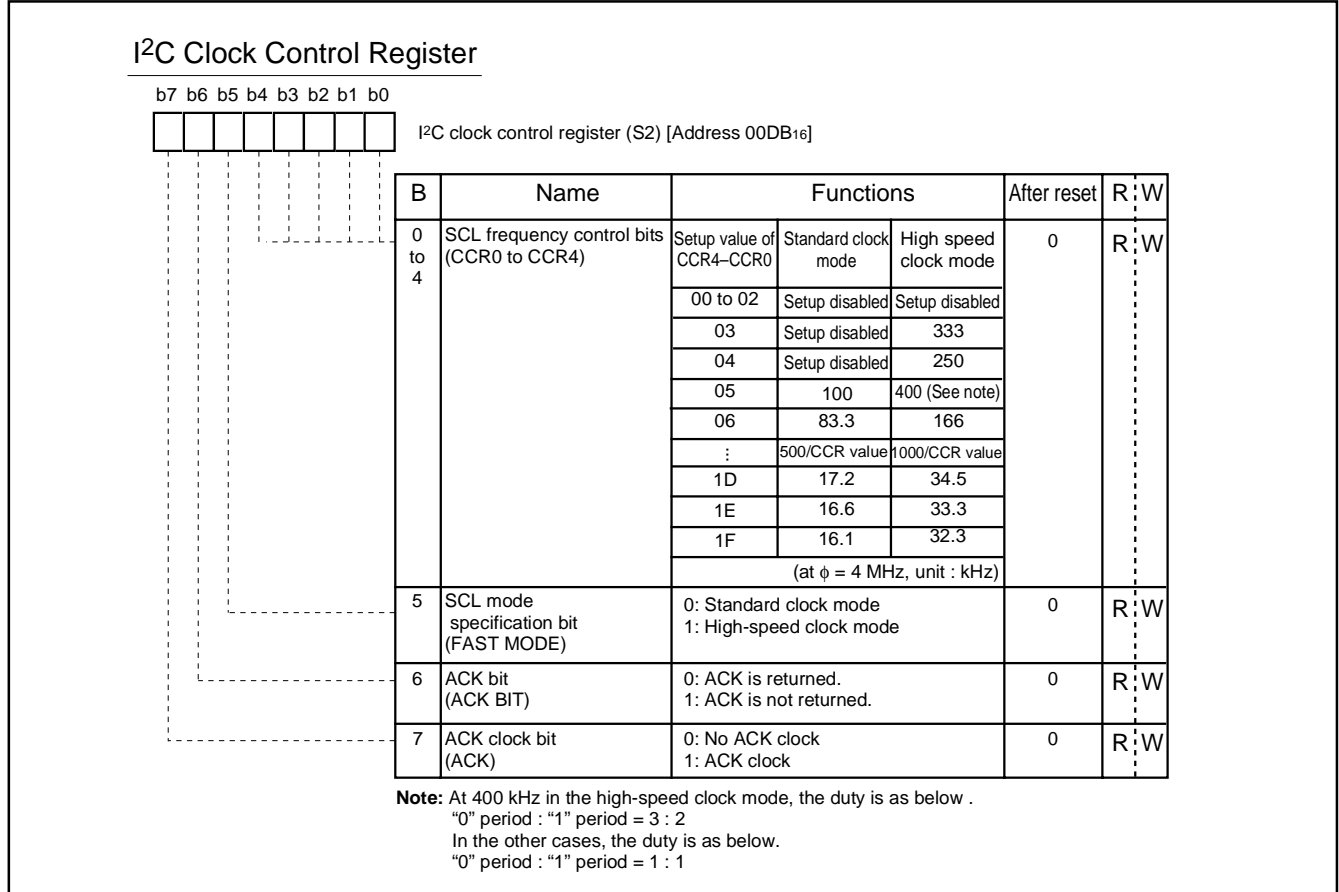 I2C Clock Control Register
b7 b6 b5 b4 b3 b2 b1 b0
I2C clock control register (S2) [Address 00DB16]
B Name Functions After reset R W
0 to 4 SCL frequency control bits (CCR0 to CCR4) 0 R W
Setup value of CCR4–CCR0 Standard clock mode High speed clock mode
00 to 02 Setup disabled Setup disabled
03 Setup disabled 333
04 Setup disabled 250
05 100 400 (See note)
06 83.3 166
⋮ 500/CCR value 1000/CCR value
1D 17.2 34.5
1E 16.6 33.3
1F 16.1 32.3
(at ϕ = 4 MHz, unit : kHz)
5 SCL mode 0: Standard clock mode 0 R W
specification bit 1: High-speed clock mode
(FAST MODE)
6 ACK bit 0: ACK is returned. 0 R W
(ACK BIT) 1: ACK is not returned.
7 ACK clock bit 0: No ACK clock 0 R W
(ACK) 1: ACK clock
Note: At 400 kHz in the high-speed clock mode, the duty is as below .
“0” period : “1” period = 3 : 2
In the other cases, the duty is as below.
“0” period : “1” period = 1 : 1